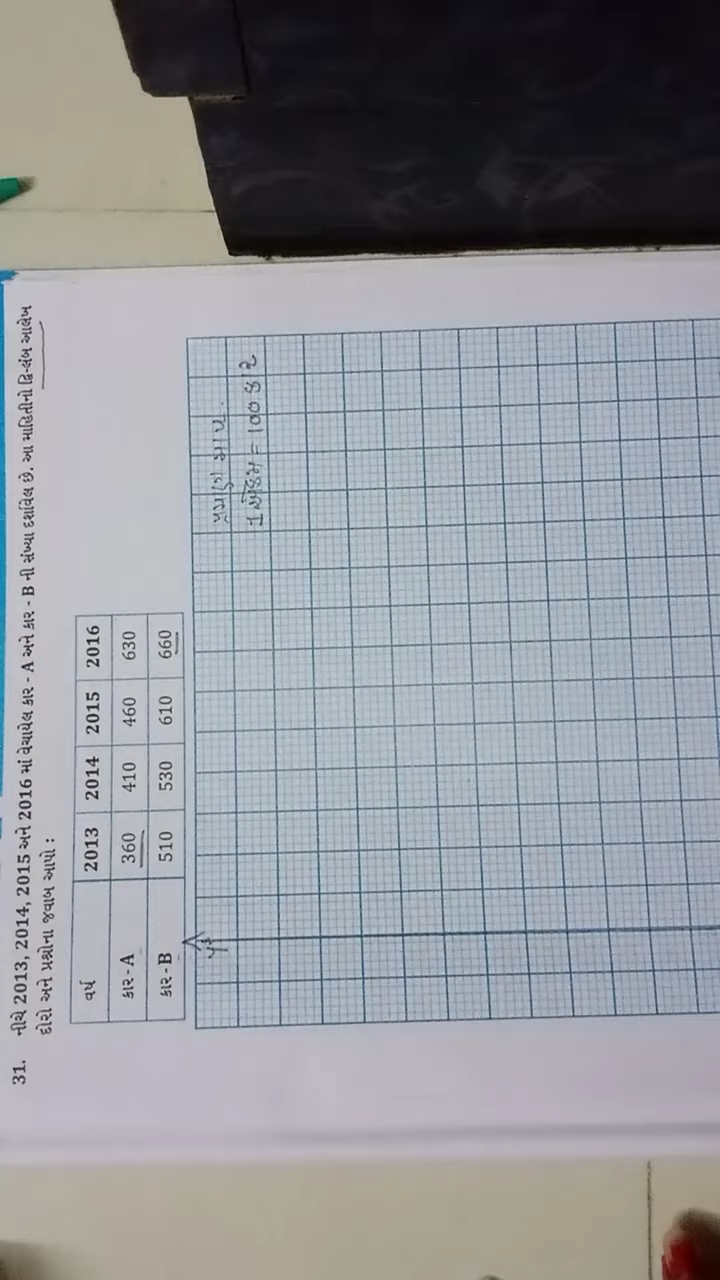 31. નીચે 2013, 2014, 2015 અને 2016 માં વેચાયેલ કાર - A અને કાર - B ની સંખ્યા દર્શાવેલ છે. આ માહિતીનો દ્વિ-લંબ આલેખ
દોરો અને પ્રશ્નોના જવાબ આપો :
વર્ષ 2013 2014 2015 2016
કાર - A 360 410 460 630
કાર - B 510 530 610 660
પ્રમાણ માપ.
1 એકમ = 100 કાર
y